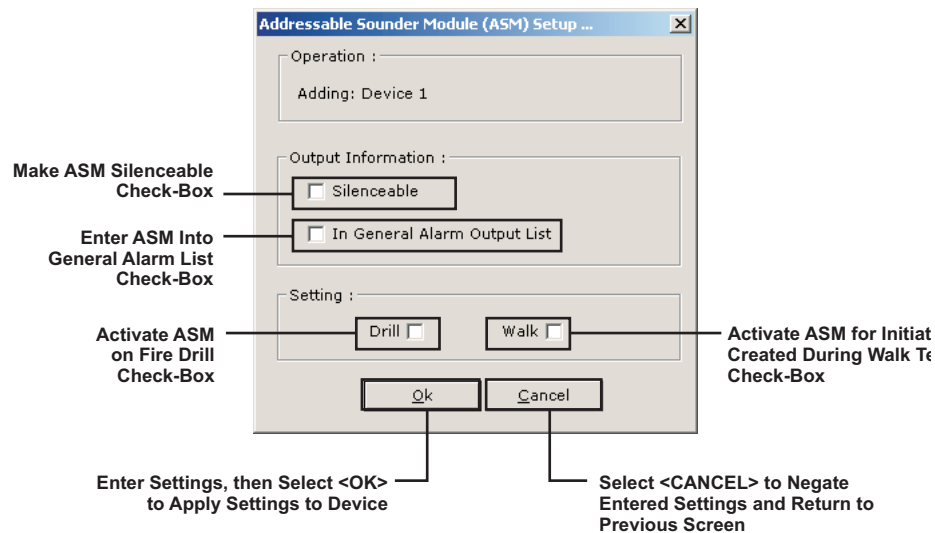 Addressable Sounder Module (ASM) Setup ...
Operation :
Adding: Device 1
Output Information :
Make ASM Silenceable
Check-Box
Silenceable
Enter ASM Into
General Alarm List
Check-Box
In General Alarm Output List
Setting :
Activate ASM
on Fire Drill
Check-Box
Drill
Walk
Activate ASM for Initiat
Created During Walk Te
Check-Box
Ok
Cancel
Enter Settings, then Select <OK>
to Apply Settings to Device
Select <CANCEL> to Negate
Entered Settings and Return to
Previous Screen